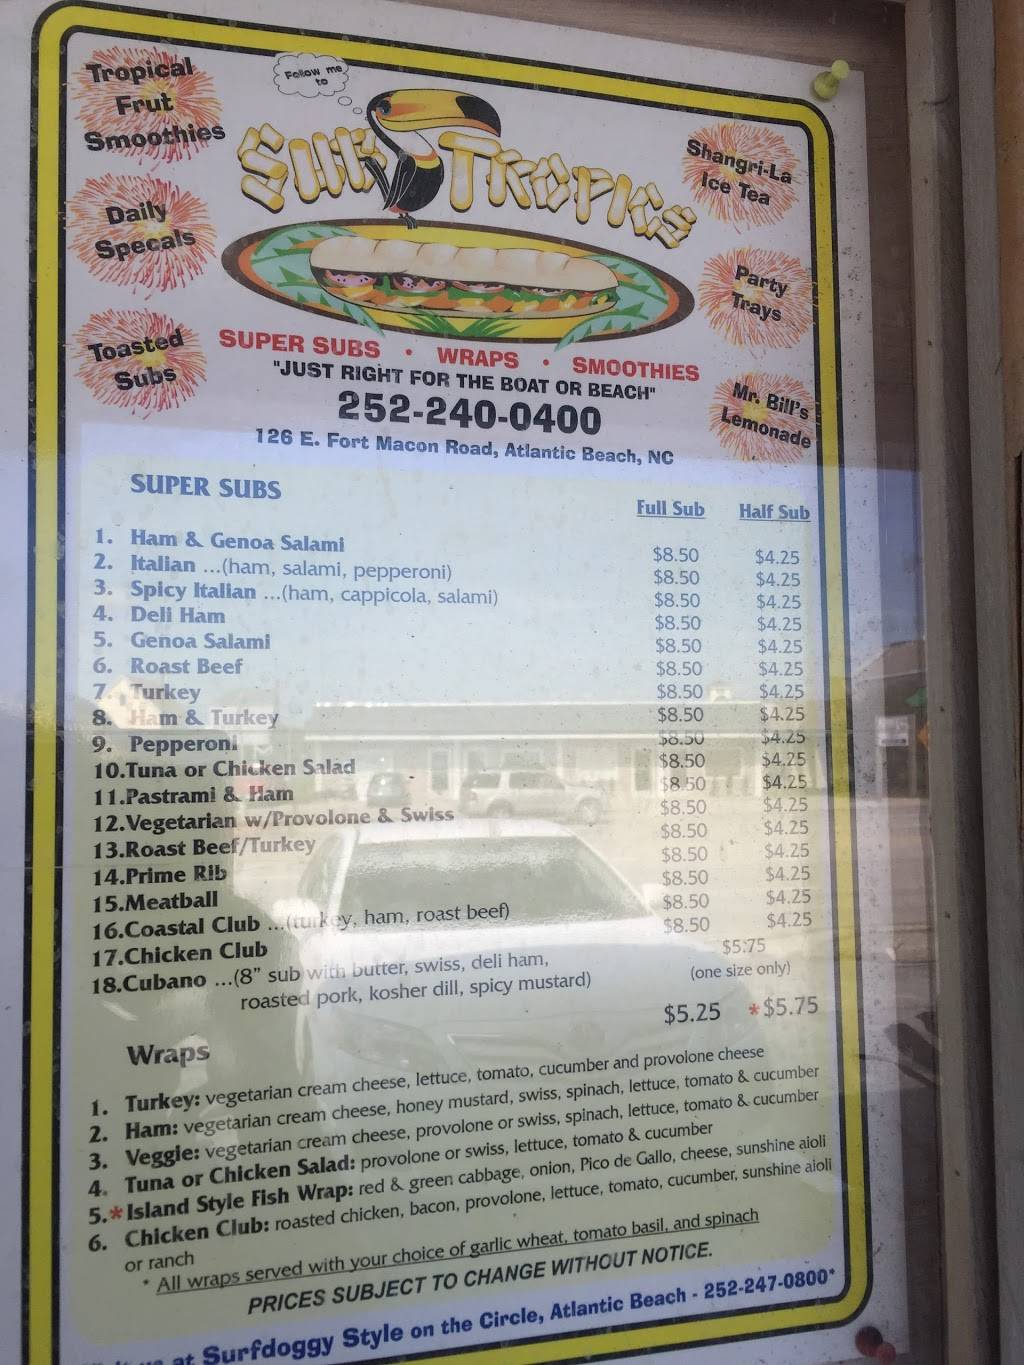 Follow me
to
Tropical
Frut
Smoothies
Sub Tropics
Shangri-La
Ice Tea
Daily
Specals
Party
Trays
Toasted
Subs
Mr. Bill's
Lemonade
SUPER SUBS • WRAPS • SMOOTHIES
"JUST RIGHT FOR THE BOAT OR BEACH"
252-240-0400
126 E. Fort Macon Road, Atlantic Beach, NC
SUPER SUBS
Full Sub Half Sub
1. Ham & Genoa Salami $8.50 $4.25
2. Italian ...(ham, salami, pepperoni) $8.50 $4.25
3. Spicy Italian ...(ham, cappicola, salami) $8.50 $4.25
4. Deli Ham $8.50 $4.25
5. Genoa Salami $8.50 $4.25
6. Roast Beef $8.50 $4.25
7. Turkey $8.50 $4.25
8. Ham & Turkey $8.50 $4.25
9. Pepperoni $8.50 $4.25
10.Tuna or Chicken Salad $8.50 $4.25
11.Pastrami & Ham $8.50 $4.25
12.Vegetarian w/Provolone & Swiss $8.50 $4.25
13.Roast Beef/Turkey $8.50 $4.25
14.Prime Rib $8.50 $4.25
15.Meatball $8.50 $4.25
16.Coastal Club ...(turkey, ham, roast beef) $8.50 $4.25
17.Chicken Club $8.50 $4.25
18.Cubano ...(8” sub with butter, swiss, deli ham, $5.75
roasted pork, kosher dill, spicy mustard) (one size only)
Wraps $5.25 *$5.75
1. Turkey: vegetarian cream cheese, lettuce, tomato, cucumber and provolone cheese
2. Ham: vegetarian cream cheese, honey mustard, swiss, spinach, lettuce, tomato & cucumber
3. Veggie: vegetarian cream cheese, provolone or swiss, spinach, lettuce, tomato & cucumber
4. Tuna or Chicken Salad: provolone or swiss, lettuce, tomato & cucumber
5.*Island Style Fish Wrap: red & green cabbage, onion, Pico de Gallo, cheese, sunshine aioli
6. Chicken Club: roasted chicken, bacon, provolone, lettuce, tomato, cucumber, sunshine aioli
or ranch
* All wraps served with your choice of garlic wheat, tomato basil, and spinach
PRICES SUBJECT TO CHANGE WITHOUT NOTICE.
at Surfdoggy Style on the Circle, Atlantic Beach - 252-247-0800*